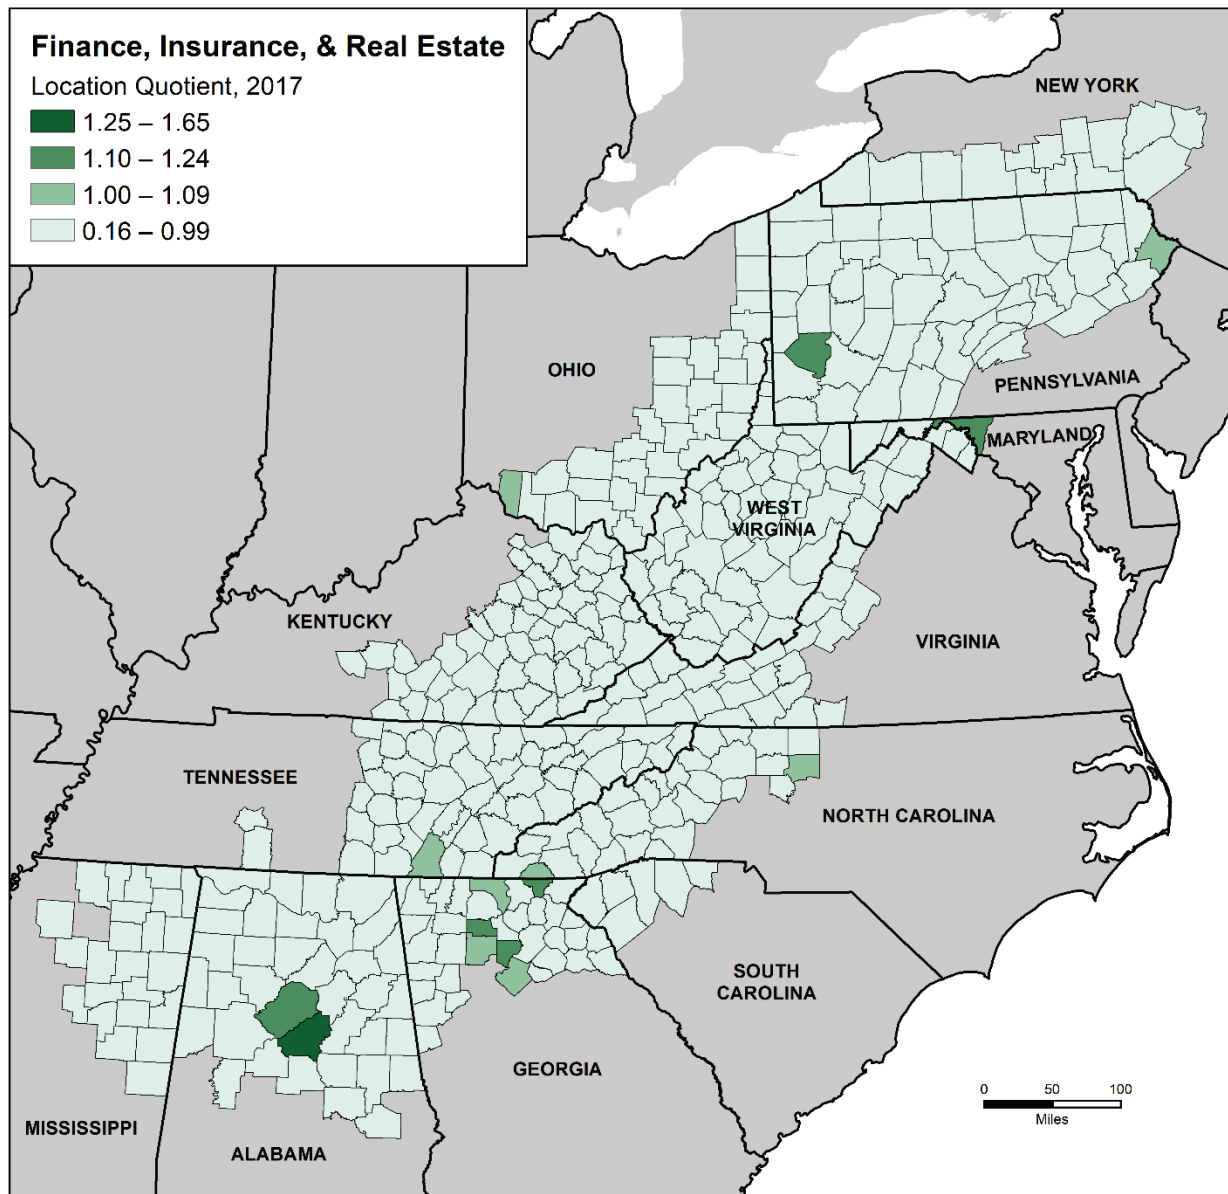 Finance, Insurance, & Real Estate
Location Quotient, 2017
1.25 – 1.65
1.10 – 1.24
1.00 – 1.09
0.16 – 0.99
NEW YORK
OHIO
PENNSYLVANIA
MARYLAND
WEST
VIRGINIA
KENTUCKY
VIRGINIA
TENNESSEE
NORTH CAROLINA
SOUTH
CAROLINA
GEORGIA
MISSISSIPPI
ALABAMA
0 50 100
Miles